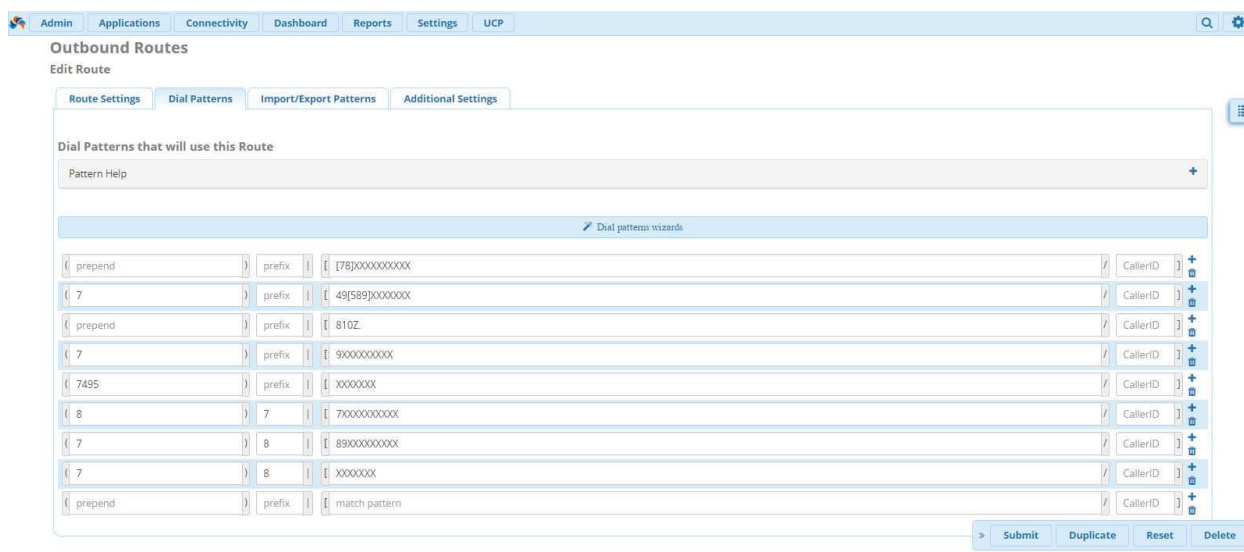 Admin Applications Connectivity Dashboard Reports Settings UCP
Outbound Routes
Edit Route
Route Settings Dial Patterns Import/Export Patterns Additional Settings
Dial Patterns that will use this Route
Pattern Help +
Dial patterns wizards
( prepend ) prefix | [ [78]XXXXXXXXXX / CallerID ] +
( 7 ) prefix | [ 49[589]XXXXXXX / CallerID ] +
( prepend ) prefix | [ 810Z. / CallerID ] +
( 7 ) prefix | [ 9XXXXXXXXX / CallerID ] +
( 7495 ) prefix | [ XXXXXXX / CallerID ] +
( 8 ) 7 | [ 7XXXXXXXXXX / CallerID ] +
( 7 ) 8 | [ 89XXXXXXXXX / CallerID ] +
( 7 ) 8 | [ XXXXXXX / CallerID ] +
( prepend ) prefix | [ match pattern / CallerID ] +
» Submit Duplicate Reset Delete